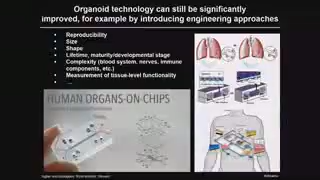 Organoid technology can still be significantly
improved, for example by introducing engineering approaches
Reproducibility
Size
Shape
Lifetime, maturity/developmental stage
Complexity (blood system, nerves, immune
components, etc.)
Measurement of tissue-level functionality
...
HUMAN ORGANS-ON-CHIPS